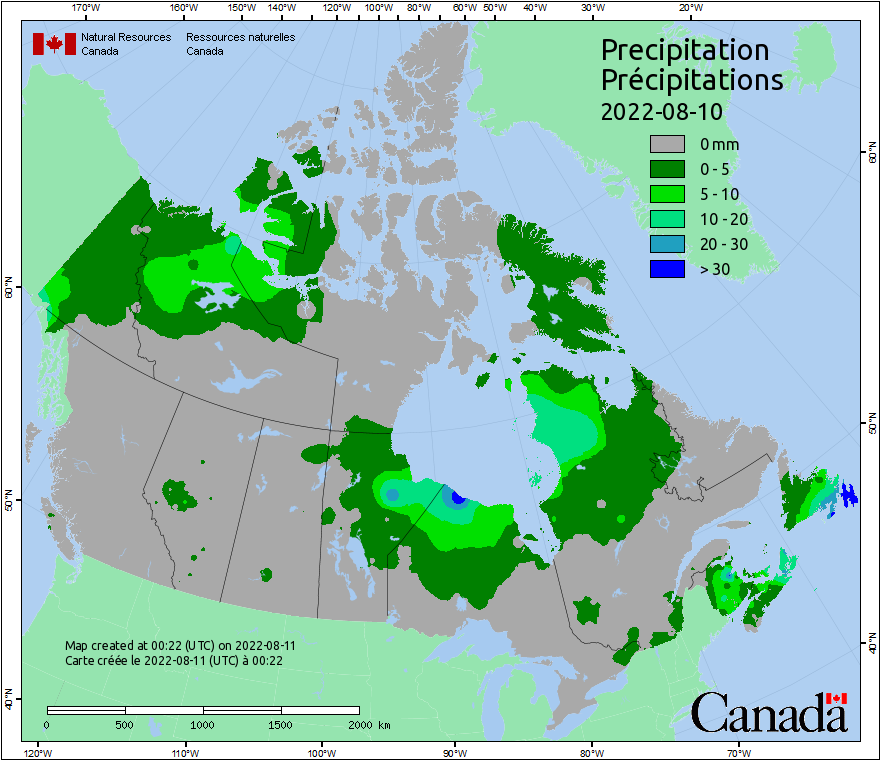 170°W 160°W 150°W 140°W 120°W 100°W 80°W 60°W 50°W 40°W 30°W 20°W
Natural Resources Ressources naturelles
Canada Canada
Precipitation
Précipitations
2022-08-10
0 mm
0 - 5
5 - 10
10 - 20
20 - 30
> 30
60°N
60°N
50°N
50°N
40°N
40°N
Map created at 00:22 (UTC) on 2022-08-11
Carte créée le 2022-08-11 (UTC) à 00:22
0 500 1000 1500 2000 km
Canada
120°W 110°W 100°W 90°W 80°W 70°W